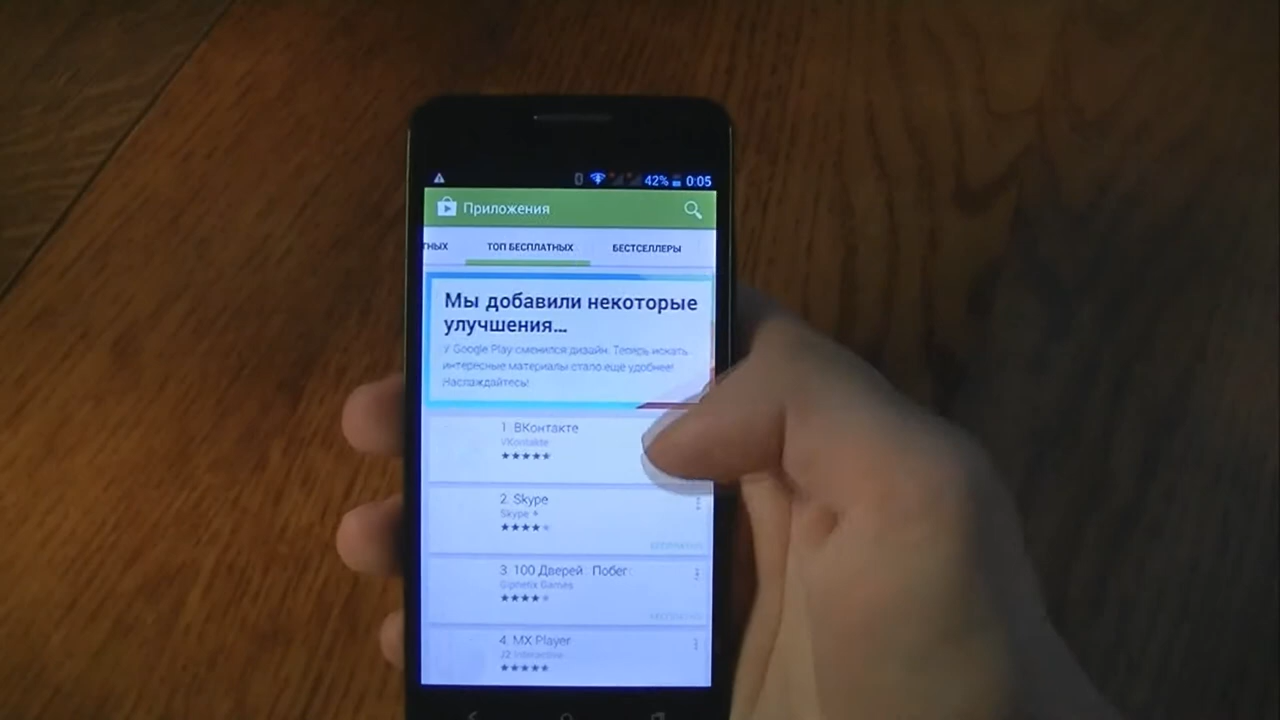 42% 0:05
Приложения
ТНЫХ ТОП БЕСПЛАТНЫХ БЕСТСЕЛЛЕРЫ
Мы добавили некоторые
улучшения...
У Google Play сменился дизайн. Теперь искать
интересные материалы стало еще удобнее!
Наслаждайтесь!
1. ВКонтакте
VKontakte
2. Skype
Skype
БЕСПЛАТНО
3. 100 Дверей Побег
Gipnetix Games
БЕСПЛАТНО
4. MX Player
J2 Interactive